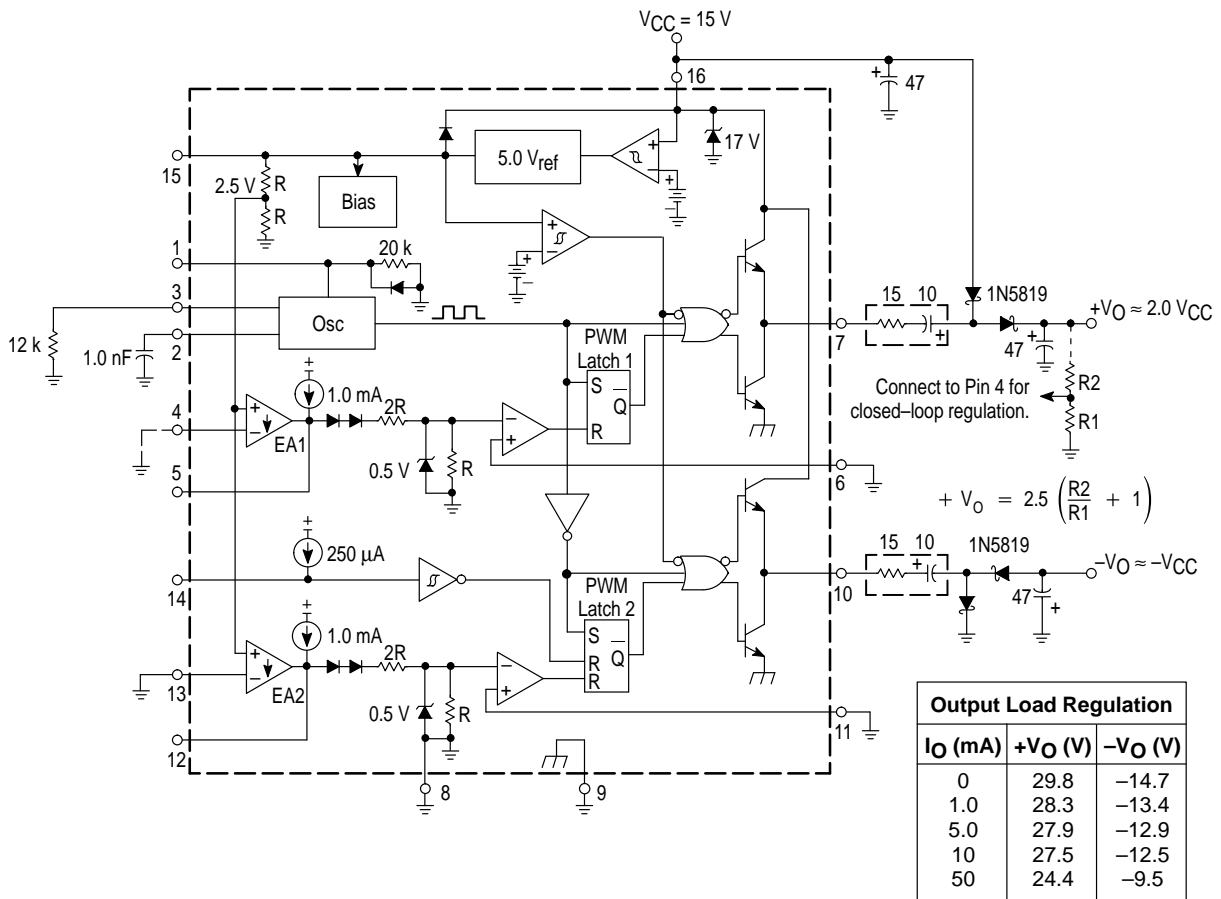 VCC = 15 V
16
47
15
2.5 V
R
R
Bias
5.0 Vref
+
–
+
–
17 V
+
–
+
–
1
20 k
3
2
12 k
1.0 nF
Osc
+
1.0 mA
4
5
+
–
EA1
2R
0.5 V
R
–
+
PWM
Latch 1
S
R
Q
7
15
10
+
1N5819
+VO ≈ 2.0 VCC
47
+
R2
R1
Connect to Pin 4 for
closed–loop regulation.
6
+ VO = 2.5 (R2/R1 + 1)
+
250 µA
14
PWM
Latch 2
S
R
R
Q
10
15
10
+
1N5819
–VO ≈ –VCC
47
+
+
1.0 mA
13
12
+
–
EA2
2R
0.5 V
R
–
+
11
8
9
Output Load Regulation
IO (mA) +VO (V) –VO (V)
0 29.8 –14.7
1.0 28.3 –13.4
5.0 27.9 –12.9
10 27.5 –12.5
50 24.4 –9.5